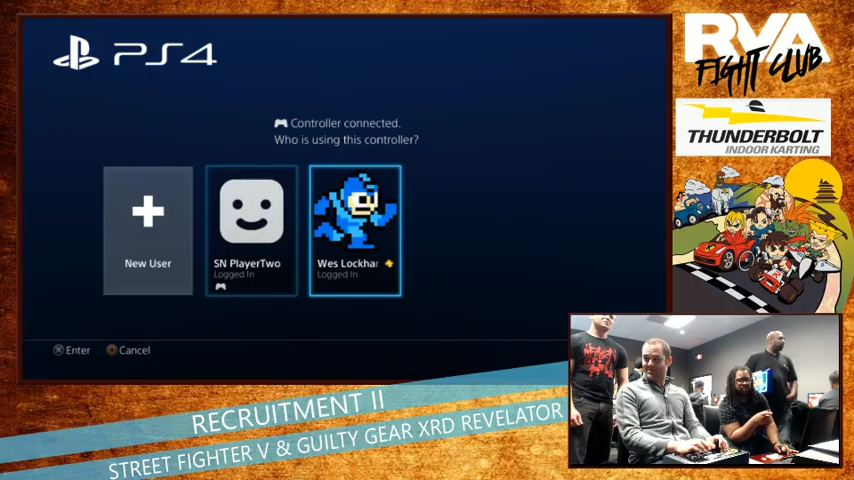 PS4
RVA
FIGHT CLUB
Controller connected.
Who is using this controller?
THUNDERBOLT
INDOOR KARTING
New User
SN PlayerTwo
Logged In
Wes Lockhar
Logged In
Enter
Cancel
RECRUITMENT II
STREET FIGHTER V & GUILTY GEAR XRD REVELATOR